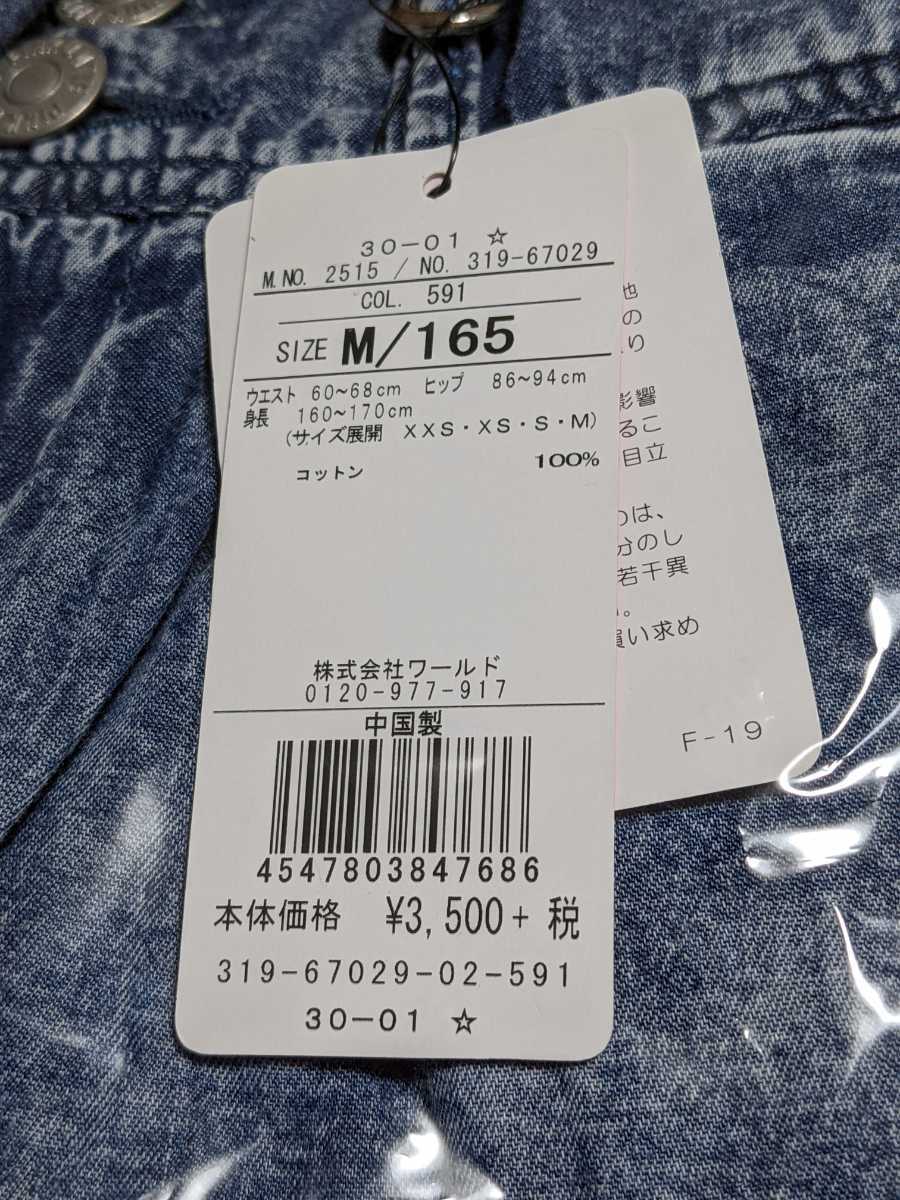 30-01 ☆
M.NO. 2515 / NO. 319-67029
COL. 591
SIZE M/165
ウエスト 60~68cm ヒップ 86~94cm
身長 160~170cm
(サイズ展開 XXS・XS・S・M)
コットン 100%
株式会社ワールド
0120-977-917
中国製
4547803847686
本体価格 ¥3,500+ 税
319-67029-02-591
30-01 ☆
の
り
影響
るこ
目立
のは、
分のし
若干異
。
買い求め
F-19